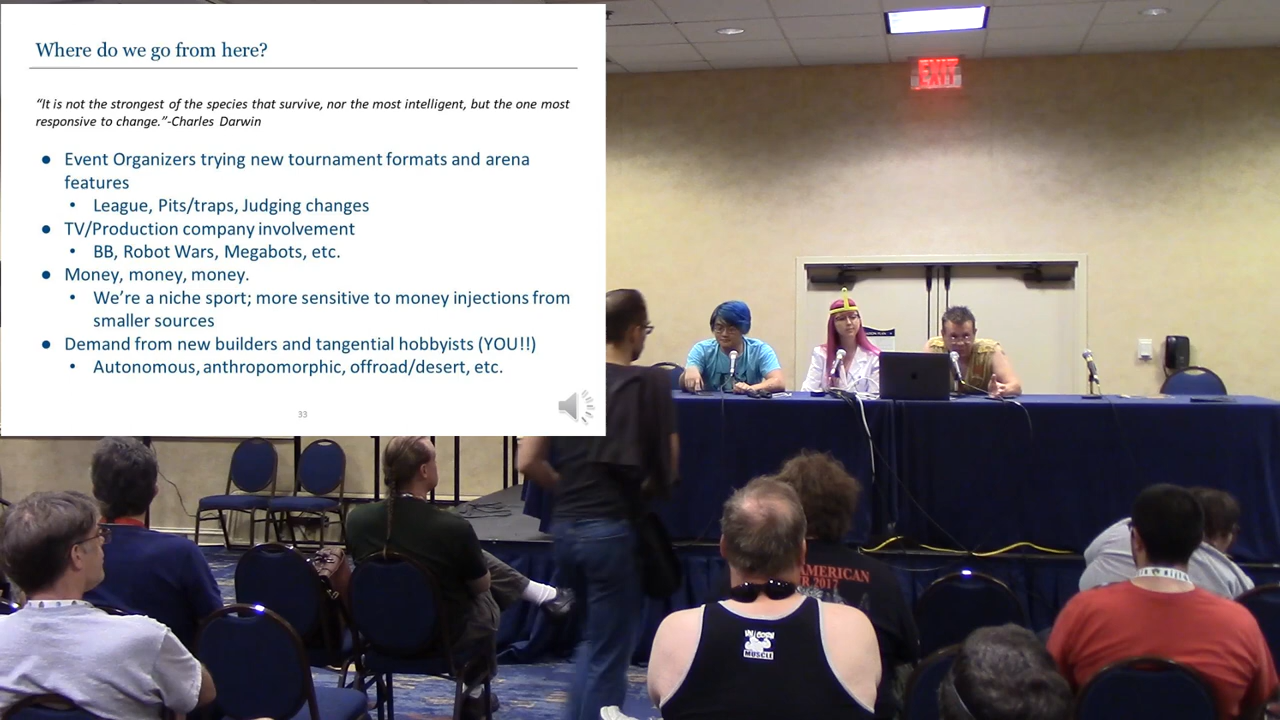 Where do we go from here?
“It is not the strongest of the species that survive, nor the most intelligent, but the one most
responsive to change.”-Charles Darwin
● Event Organizers trying new tournament formats and arena
features
• League, Pits/traps, Judging changes
● TV/Production company involvement
• BB, Robot Wars, Megabots, etc.
● Money, money, money.
• We’re a niche sport; more sensitive to money injections from
smaller sources
● Demand from new builders and tangential hobbyists (YOU!!)
• Autonomous, anthropomorphic, offroad/desert, etc.
33
EXIT
AMERICAN
R 2017
MUSCLE